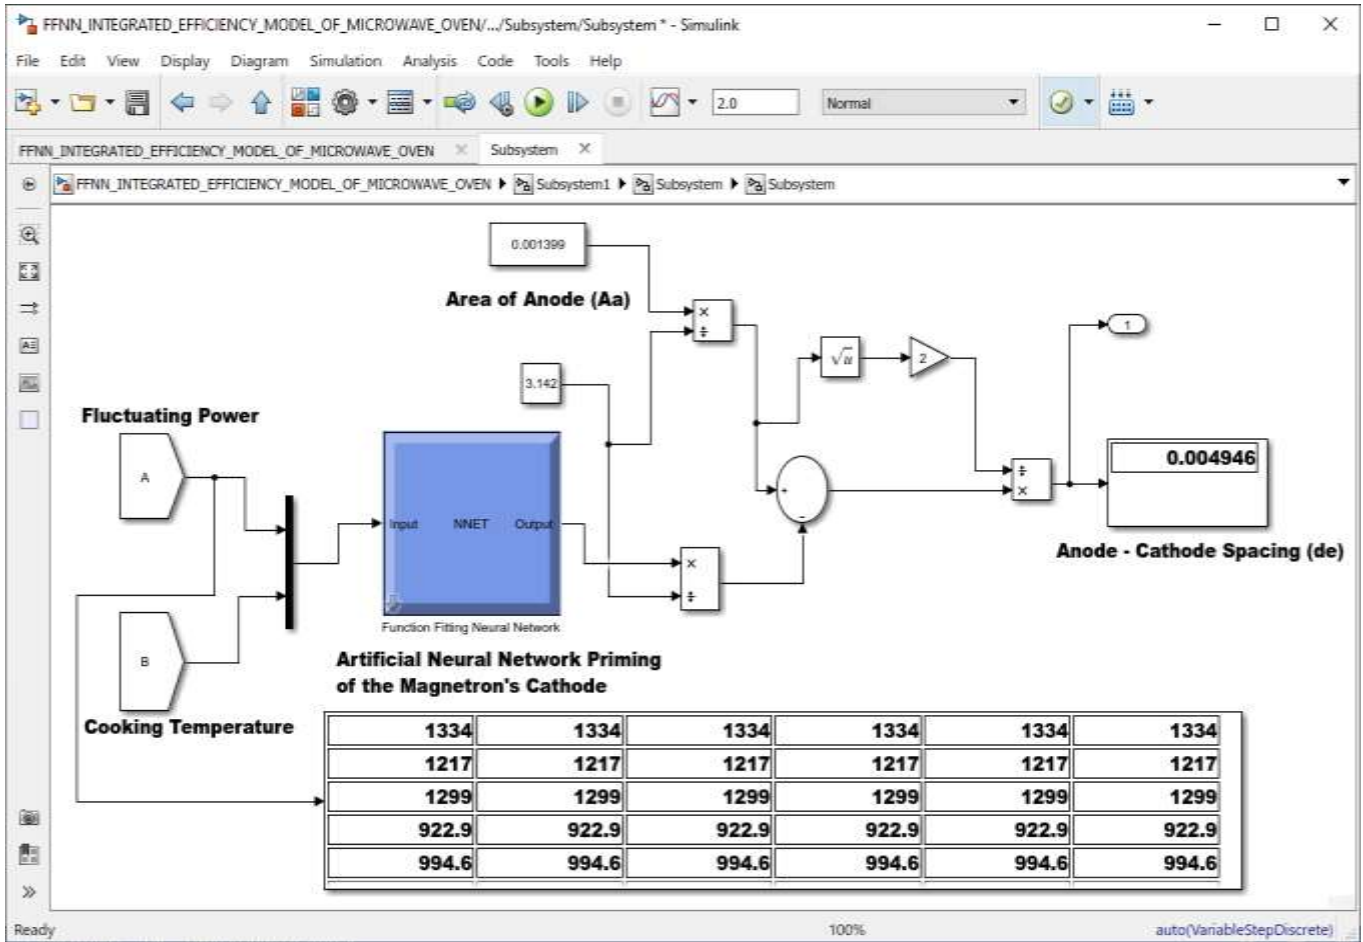 FFNN_INTEGRATED_EFFICIENCY_MODEL_OF_MICROWAVE_OVEN/.../Subsystem/Subsystem * - Simulink
File Edit View Display Diagram Simulation Analysis Code Tools Help
2.0 Normal
FFNN_INTEGRATED_EFFICIENCY_MODEL_OF_MICROWAVE_OVEN Subsystem
FFNN_INTEGRATED_EFFICIENCY_MODEL_OF_MICROWAVE_OVEN Subsystem1 Subsystem Subsystem
0.001399
Area of Anode (Aa)
×
÷
1
√u
2
3.142
Fluctuating Power
A
Input NNET Output
+
-
÷
×
0.004946
Anode - Cathode Spacing (de)
×
÷
Function Fitting Neural Network
B
Artificial Neural Network Priming
of the Magnetron's Cathode
Cooking Temperature
1334 1334 1334 1334 1334 1334
1217 1217 1217 1217 1217 1217
1299 1299 1299 1299 1299 1299
922.9 922.9 922.9 922.9 922.9 922.9
994.6 994.6 994.6 994.6 994.6 994.6
Ready 100% auto(VariableStepDiscrete)